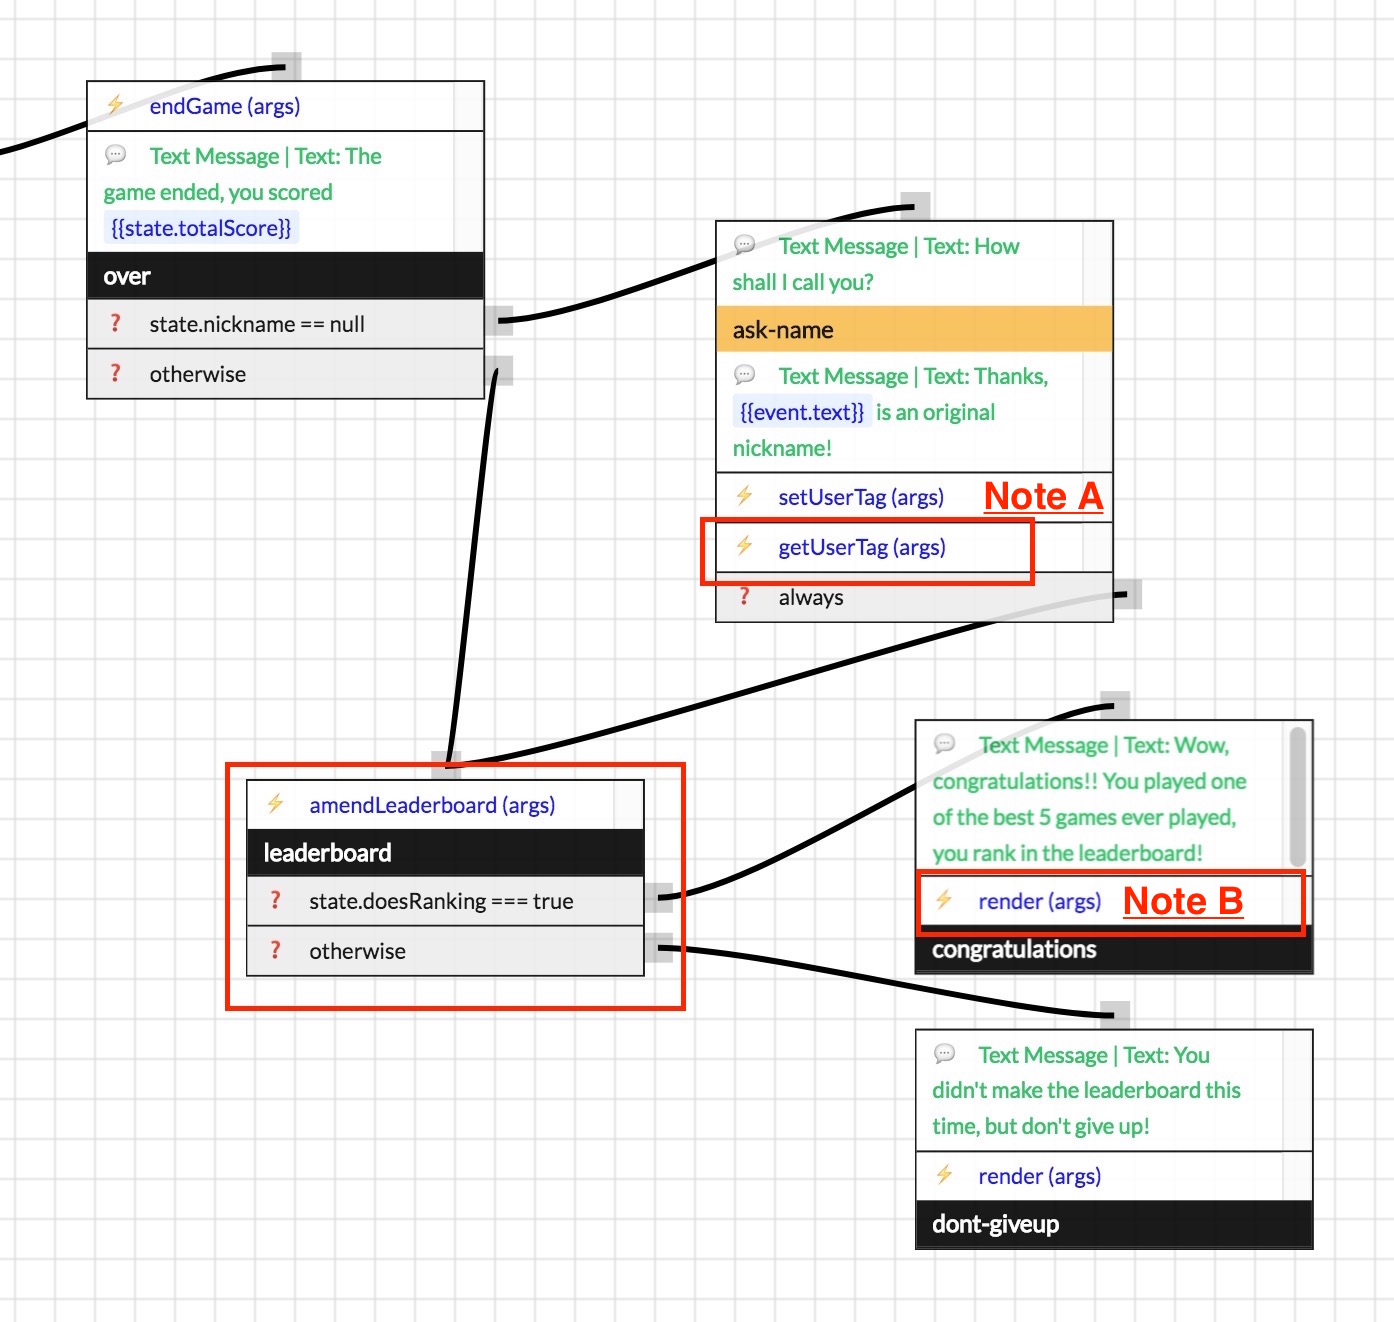 endGame (args)
Text Message | Text: The
game ended, you scored
{{state.totalScore}}
over
? state.nickname == null
? otherwise
Text Message | Text: How
shall I call you?
ask-name
Text Message | Text: Thanks,
{{event.text}} is an original
nickname!
setUserTag (args) Note A
getUserTag (args)
? always
amendLeaderboard (args)
leaderboard
? state.doesRanking === true
? otherwise
Text Message | Text: Wow,
congratulations!! You played one
of the best 5 games ever played,
you rank in the leaderboard!
render (args) Note B
congratulations
Text Message | Text: You
didn't make the leaderboard this
time, but don't give up!
render (args)
dont-giveup